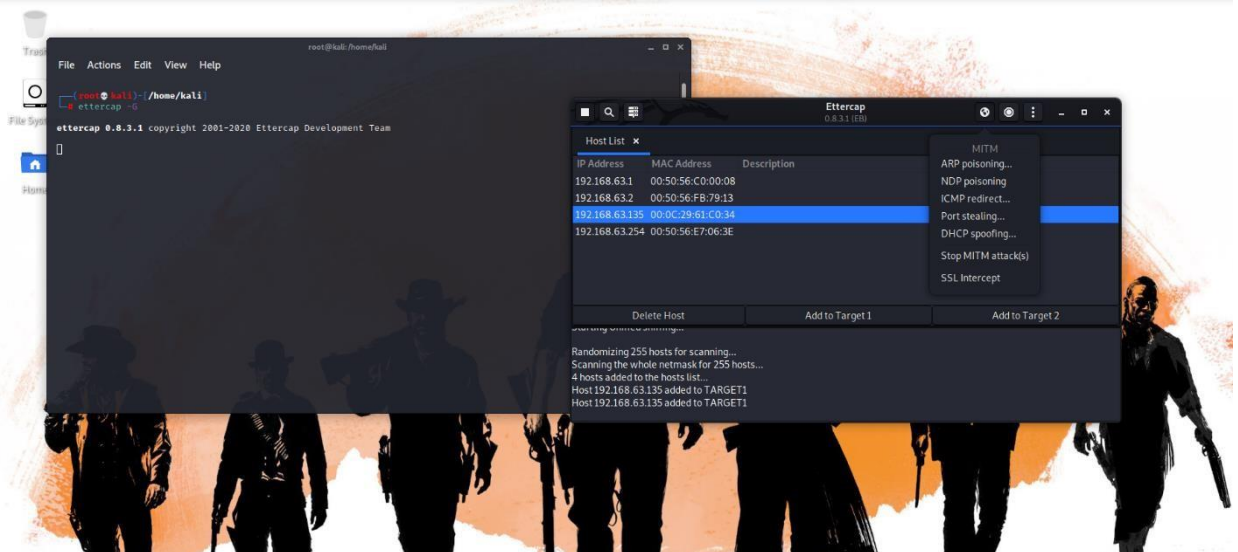 Trash
File Syst
Home
root@kali:/home/kali
File Actions Edit View Help
(root💀kali)-[/home/kali]
# ettercap -G
ettercap 0.8.3.1 copyright 2001-2020 Ettercap Development Team
Ettercap
0.8.3.1 (EB)
Host List ×
IP Address MAC Address Description
192.168.63.1 00:50:56:C0:00:08
192.168.63.2 00:50:56:FB:79:13
192.168.63.135 00:0C:29:61:C0:34
192.168.63.254 00:50:56:E7:06:3E
MITM
ARP poisoning...
NDP poisoning
ICMP redirect...
Port stealing...
DHCP spoofing...
Stop MITM attack(s)
SSL Intercept
Delete Host Add to Target 1 Add to Target 2
Starting Unified sniffing...
Randomizing 255 hosts for scanning...
Scanning the whole netmask for 255 hosts...
4 hosts added to the hosts list...
Host 192.168.63.135 added to TARGET1
Host 192.168.63.135 added to TARGET1